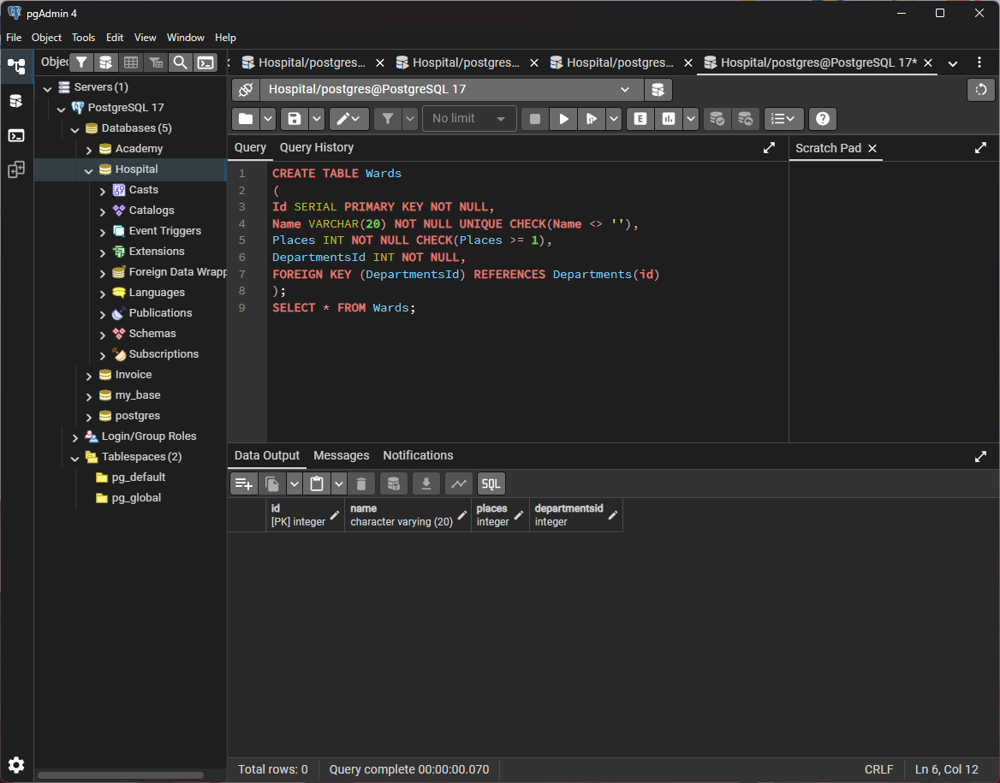 pgAdmin 4
File Object Tools Edit View Window Help
Objec
Hospital/postgres... Hospital/postgres... Hospital/postgres... Hospital/postgres@PostgreSQL 17*
Servers (1)
PostgreSQL 17
Databases (5)
Academy
Hospital
Casts
Catalogs
Event Triggers
Extensions
Foreign Data Wrapp
Languages
Publications
Schemas
Subscriptions
Invoice
my_base
postgres
Login/Group Roles
Tablespaces (2)
pg_default
pg_global
Hospital/postgres@PostgreSQL 17
No limit
E
Query Query History
Scratch Pad
1 CREATE TABLE Wards
2 (
3 Id SERIAL PRIMARY KEY NOT NULL,
4 Name VARCHAR(20) NOT NULL UNIQUE CHECK(Name <> ''),
5 Places INT NOT NULL CHECK(Places >= 1),
6 DepartmentsId INT NOT NULL,
7 FOREIGN KEY (DepartmentsId) REFERENCES Departments(id)
8 );
9 SELECT * FROM Wards;
Data Output Messages Notifications
SQL
id name places departmentsid
[PK] integer character varying (20) integer integer
Total rows: 0 Query complete 00:00:00.070 CRLF Ln 6, Col 12